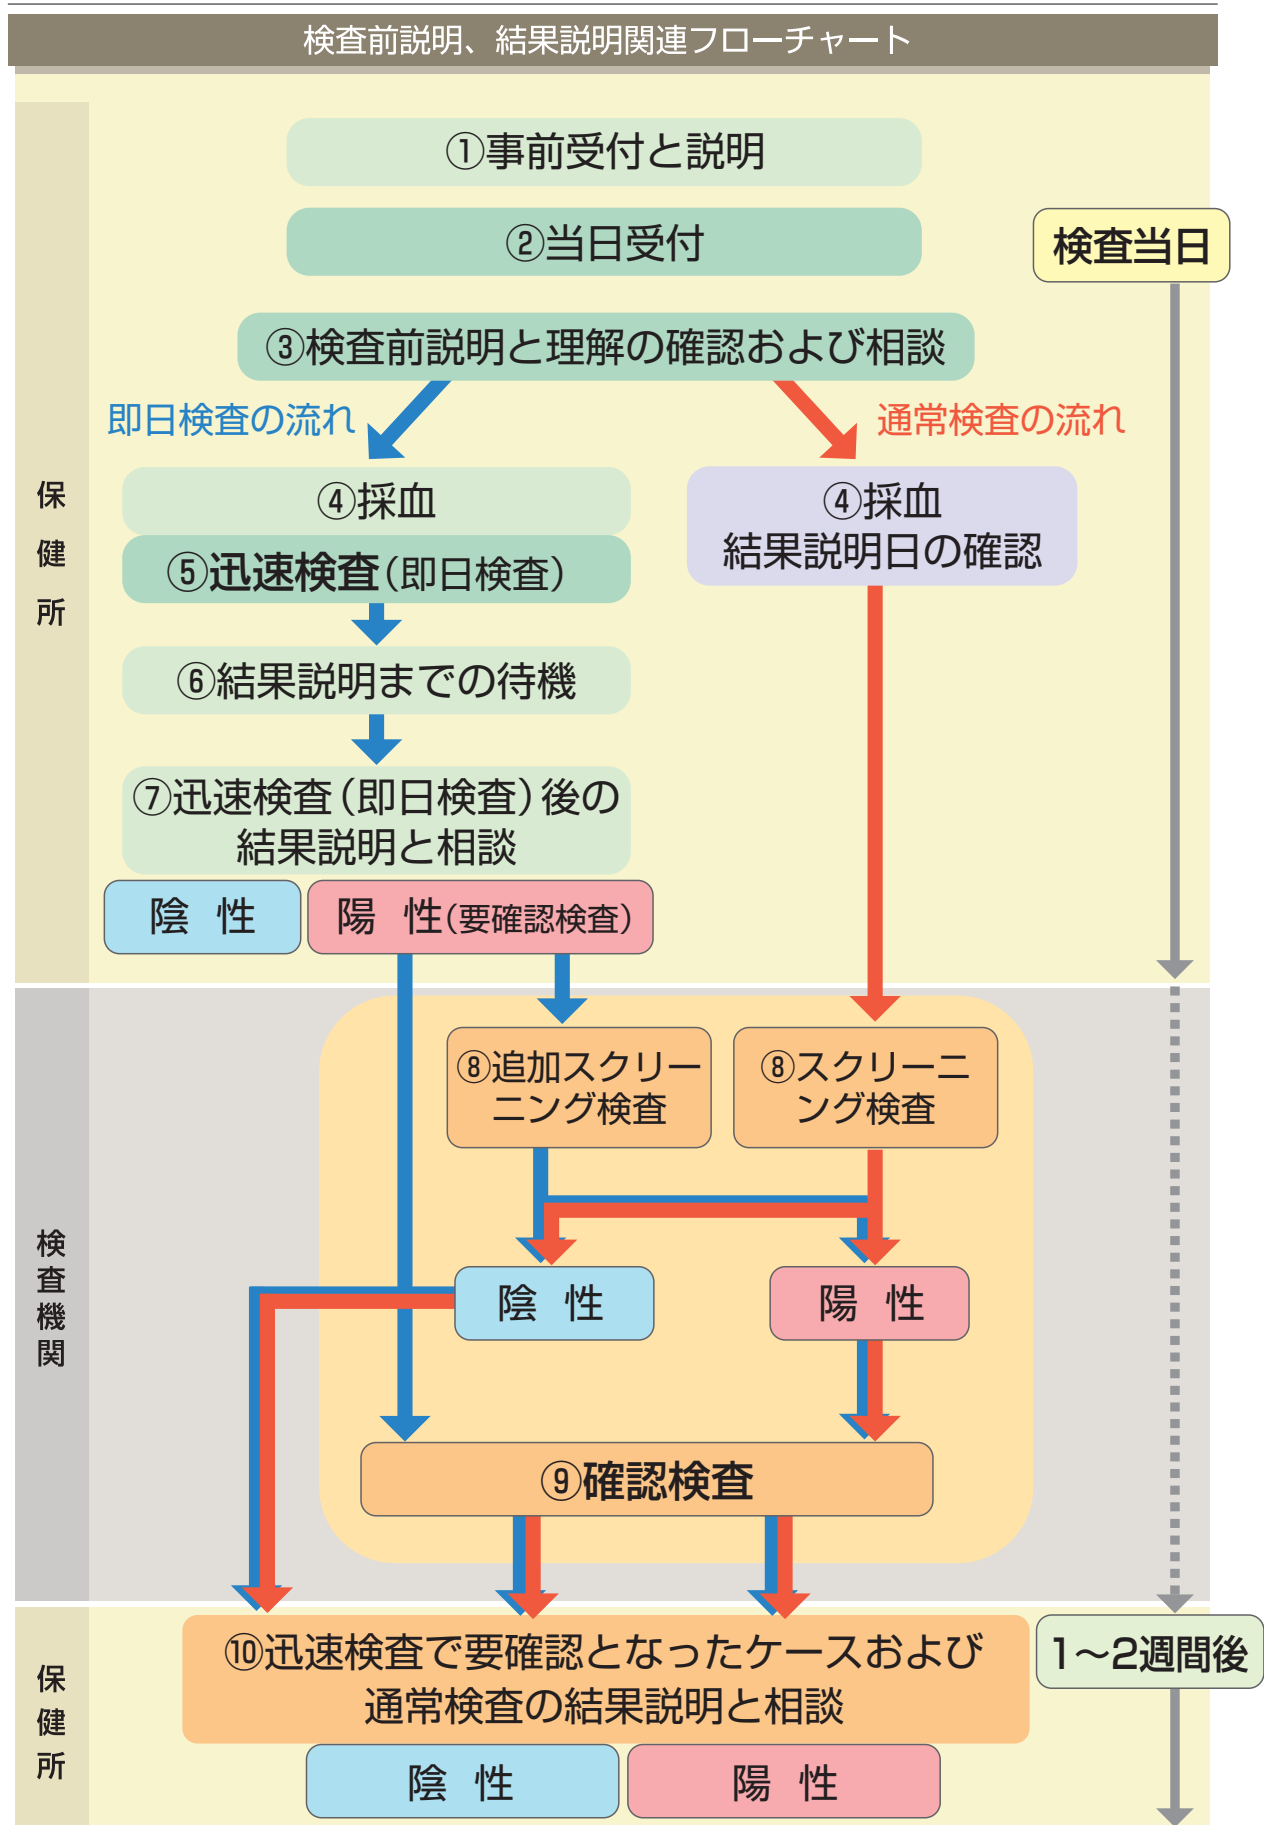 検査前説明、結果説明関連フローチャート
①事前受付と説明
②当日受付
検査当日
③検査前説明と理解の確認および相談
即日検査の流れ
通常検査の流れ
保健所
④採血
⑤迅速検査(即日検査)
④採血
結果説明日の確認
⑥結果説明までの待機
⑦迅速検査(即日検査)後の
結果説明と相談
陰 性
陽 性(要確認検査)
検査機関
⑧追加スクリー
ニング検査
⑧スクリーニ
ング検査
陰 性
陽 性
⑨確認検査
保健所
⑩迅速検査で要確認となったケースおよび
通常検査の結果説明と相談
1〜2週間後
陰 性
陽 性